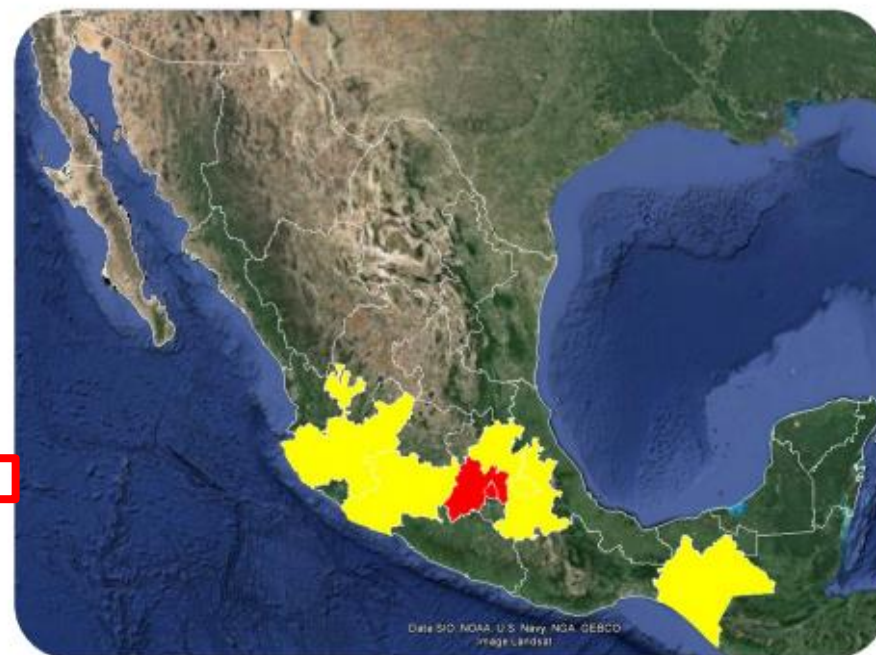 Data SIO, NOAA, U.S. Navy, NGA, GEBCO
Image Landsat